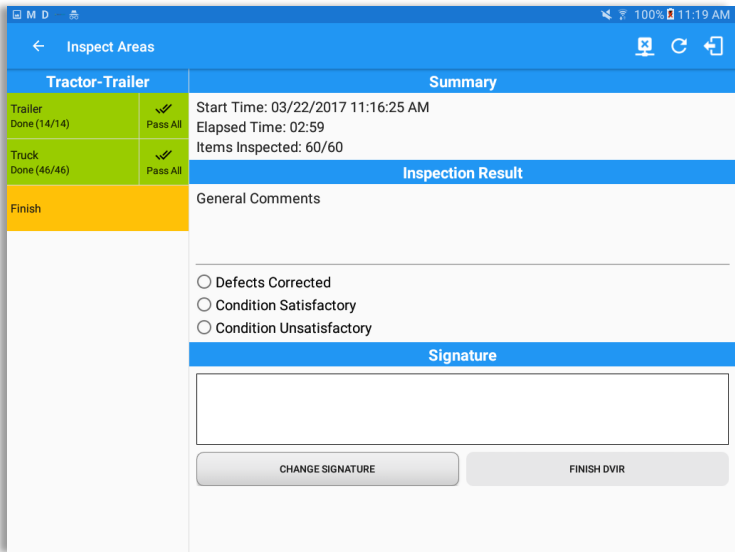 M D
100% 11:19 AM
Inspect Areas
Tractor-Trailer
Trailer
Done (14/14)
Pass All
Truck
Done (46/46)
Pass All
Finish
Summary
Start Time: 03/22/2017 11:16:25 AM
Elapsed Time: 02:59
Items Inspected: 60/60
Inspection Result
General Comments
Defects Corrected
Condition Satisfactory
Condition Unsatisfactory
Signature
CHANGE SIGNATURE
FINISH DVIR